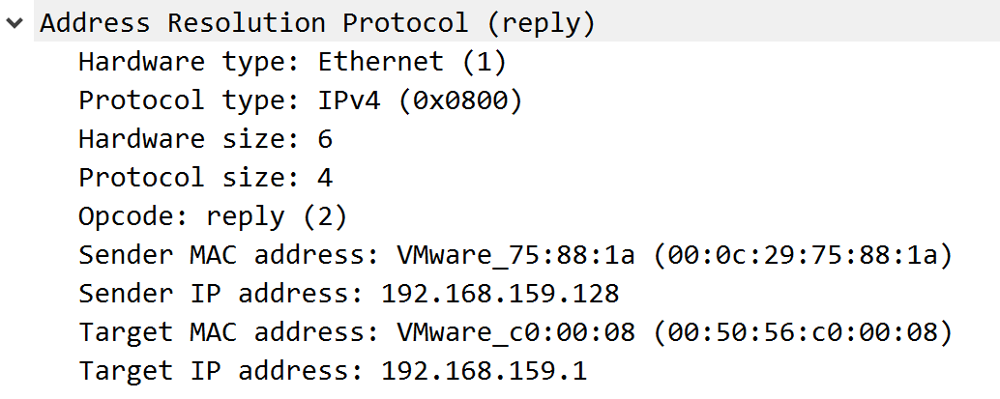 Address Resolution Protocol (reply)
Hardware type: Ethernet (1)
Protocol type: IPv4 (0x0800)
Hardware size: 6
Protocol size: 4
Opcode: reply (2)
Sender MAC address: VMware_75:88:1a (00:0c:29:75:88:1a)
Sender IP address: 192.168.159.128
Target MAC address: VMware_c0:00:08 (00:50:56:c0:00:08)
Target IP address: 192.168.159.1